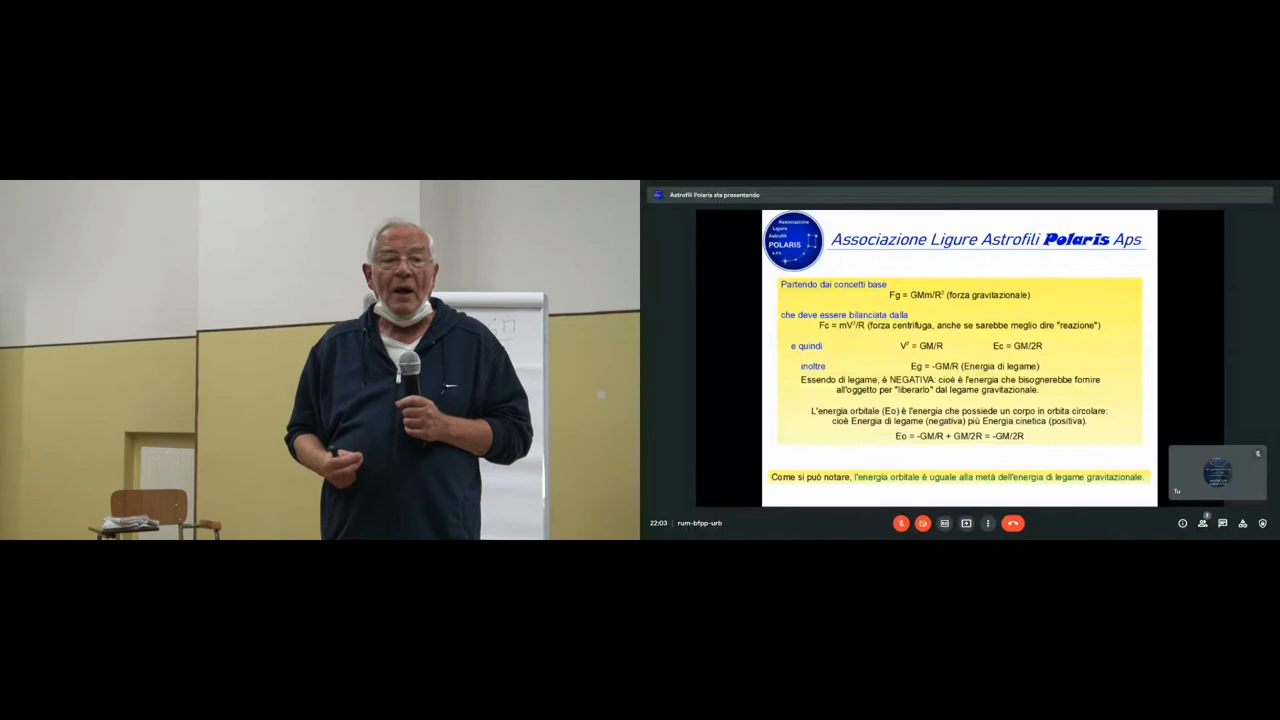 Astrofili Polaris sta presentando
Associazione
Ligure
Astrofili
POLARIS
a.p.s.
Associazione Ligure Astrofili Polaris Aps
Partendo dai concetti base
Fg = GMm/R² (forza gravitazionale)
che deve essere bilanciata dalla
Fc = mV²/R (forza centrifuga, anche se sarebbe meglio dire "reazione")
e quindi V² = GM/R Ec = GM/2R
inoltre Eg = -GM/R (Energia di legame)
Essendo di legame, è NEGATIVA: cioè è l'energia che bisognerebbe fornire
all'oggetto per "liberarlo" dal legame gravitazionale.
L'energia orbitale (Eo) è l'energia che possiede un corpo in orbita circolare:
cioè Energia di legame (negativa) più Energia cinetica (positiva).
Eo = -GM/R + GM/2R = -GM/2R
Come si può notare, l'energia orbitale è uguale alla metà dell'energia di legame gravitazionale.
Tu
22:03 | rum-bfpp-urb
3